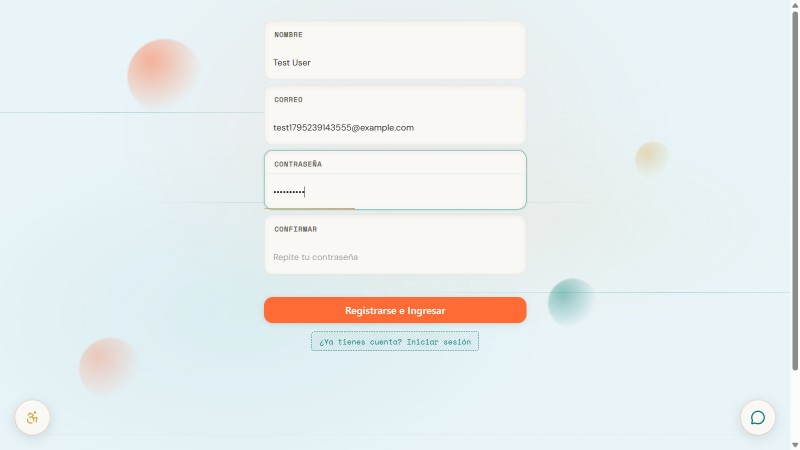 NOMBRE
Test User
CORREO
test1795239143555@example.com
CONTRASEÑA
••••••••••
CONFIRMAR
Repite tu contraseña
Registrarse e Ingresar
¿Ya tienes cuenta? Iniciar sesión